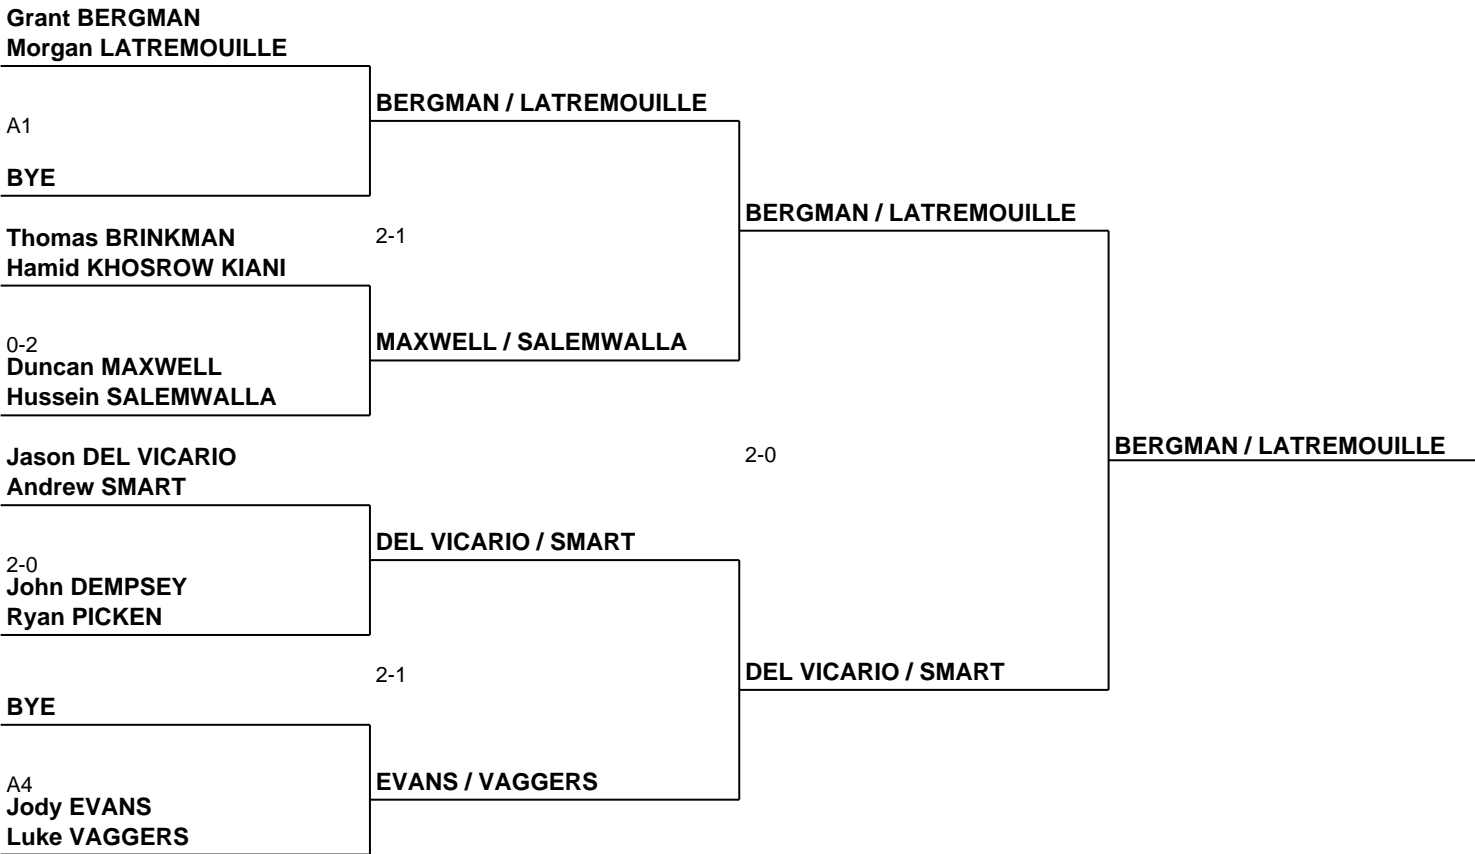 Grant BERGMAN
Morgan LATREMOUILLE
BERGMAN / LATREMOUILLE
A1
BYE
BERGMAN / LATREMOUILLE
Thomas BRINKMAN
2-1
Hamid KHOSROW KIANI
0-2
MAXWELL / SALEMWALLA
Duncan MAXWELL
Hussein SALEMWALLA
BERGMAN / LATREMOUILLE
Jason DEL VICARIO
2-0
Andrew SMART
DEL VICARIO / SMART
2-0
John DEMPSEY
Ryan PICKEN
2-1
DEL VICARIO / SMART
BYE
A4
EVANS / VAGGERS
Jody EVANS
Luke VAGGERS